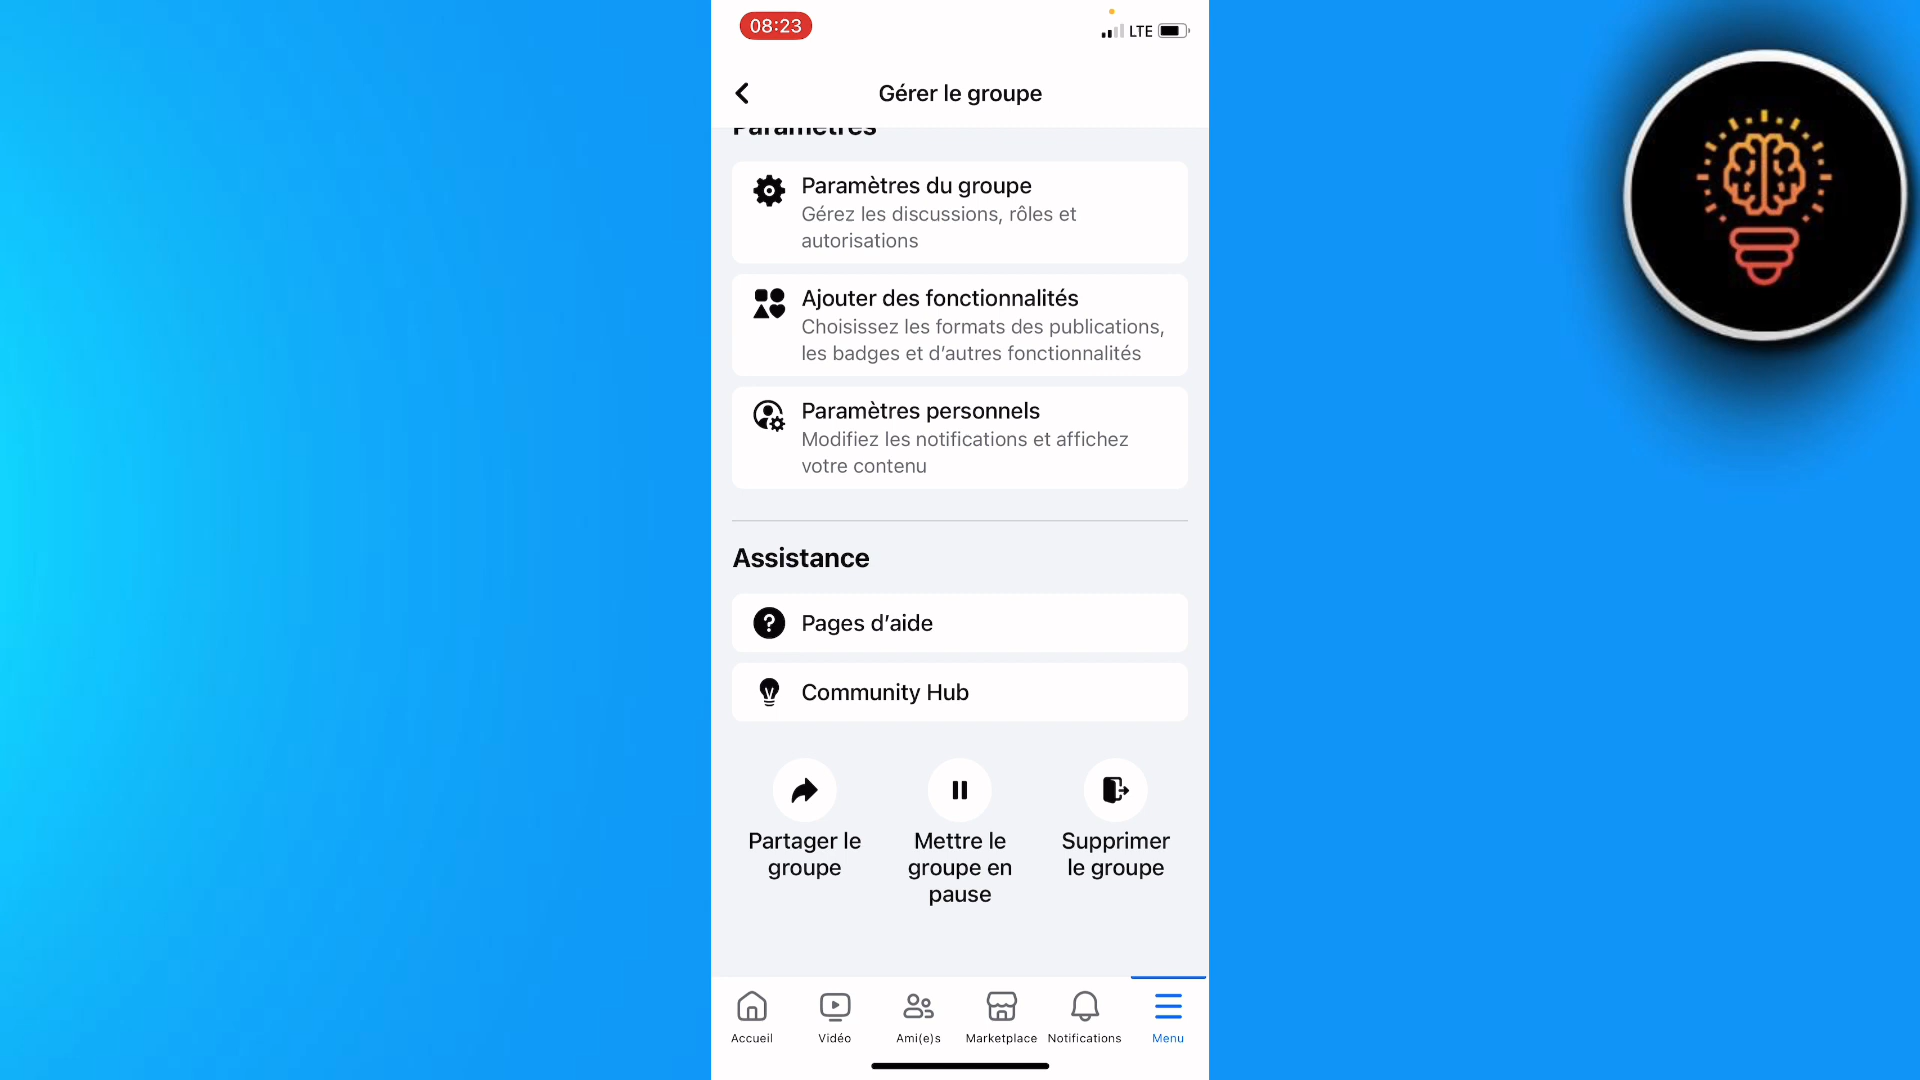 08:23
LTE
Gérer le groupe
Paramètres
Paramètres du groupe
Gérez les discussions, rôles et
autorisations
Ajouter des fonctionnalités
Choisissez les formats des publications,
les badges et d’autres fonctionnalités
Paramètres personnels
Modifiez les notifications et affichez
votre contenu
Assistance
Pages d’aide
Community Hub
Partager le
groupe
Mettre le
groupe en
pause
Supprimer
le groupe
Accueil
Vidéo
Ami(e)s
Marketplace
Notifications
Menu